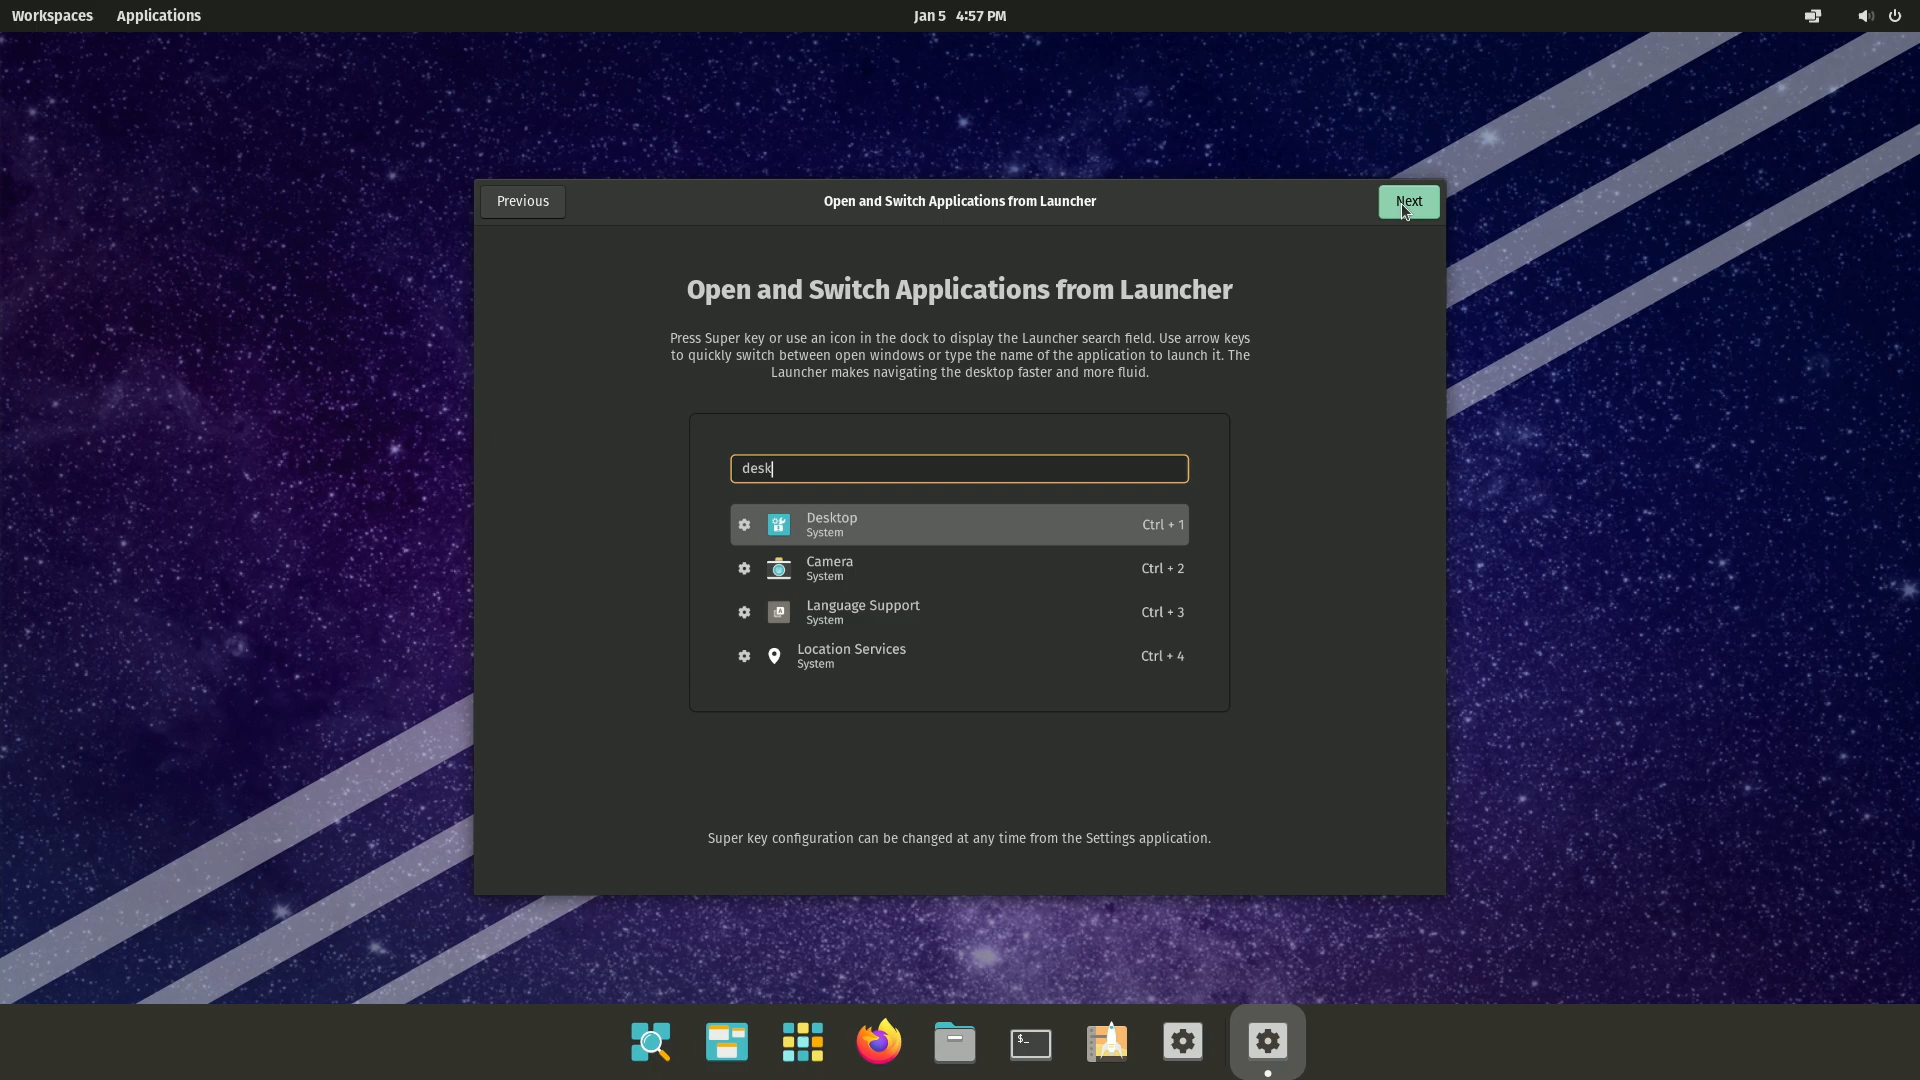 Workspaces Applications Jan 5 4:57 PM
Previous Open and Switch Applications from Launcher Next
Open and Switch Applications from Launcher
Press Super key or use an icon in the dock to display the Launcher search field. Use arrow keys
to quickly switch between open windows or type the name of the application to launch it. The
Launcher makes navigating the desktop faster and more fluid.
desk
Desktop Ctrl + 1
System
Camera Ctrl + 2
System
Language Support Ctrl + 3
System
Location Services Ctrl + 4
System
Super key configuration can be changed at any time from the Settings application.
$_